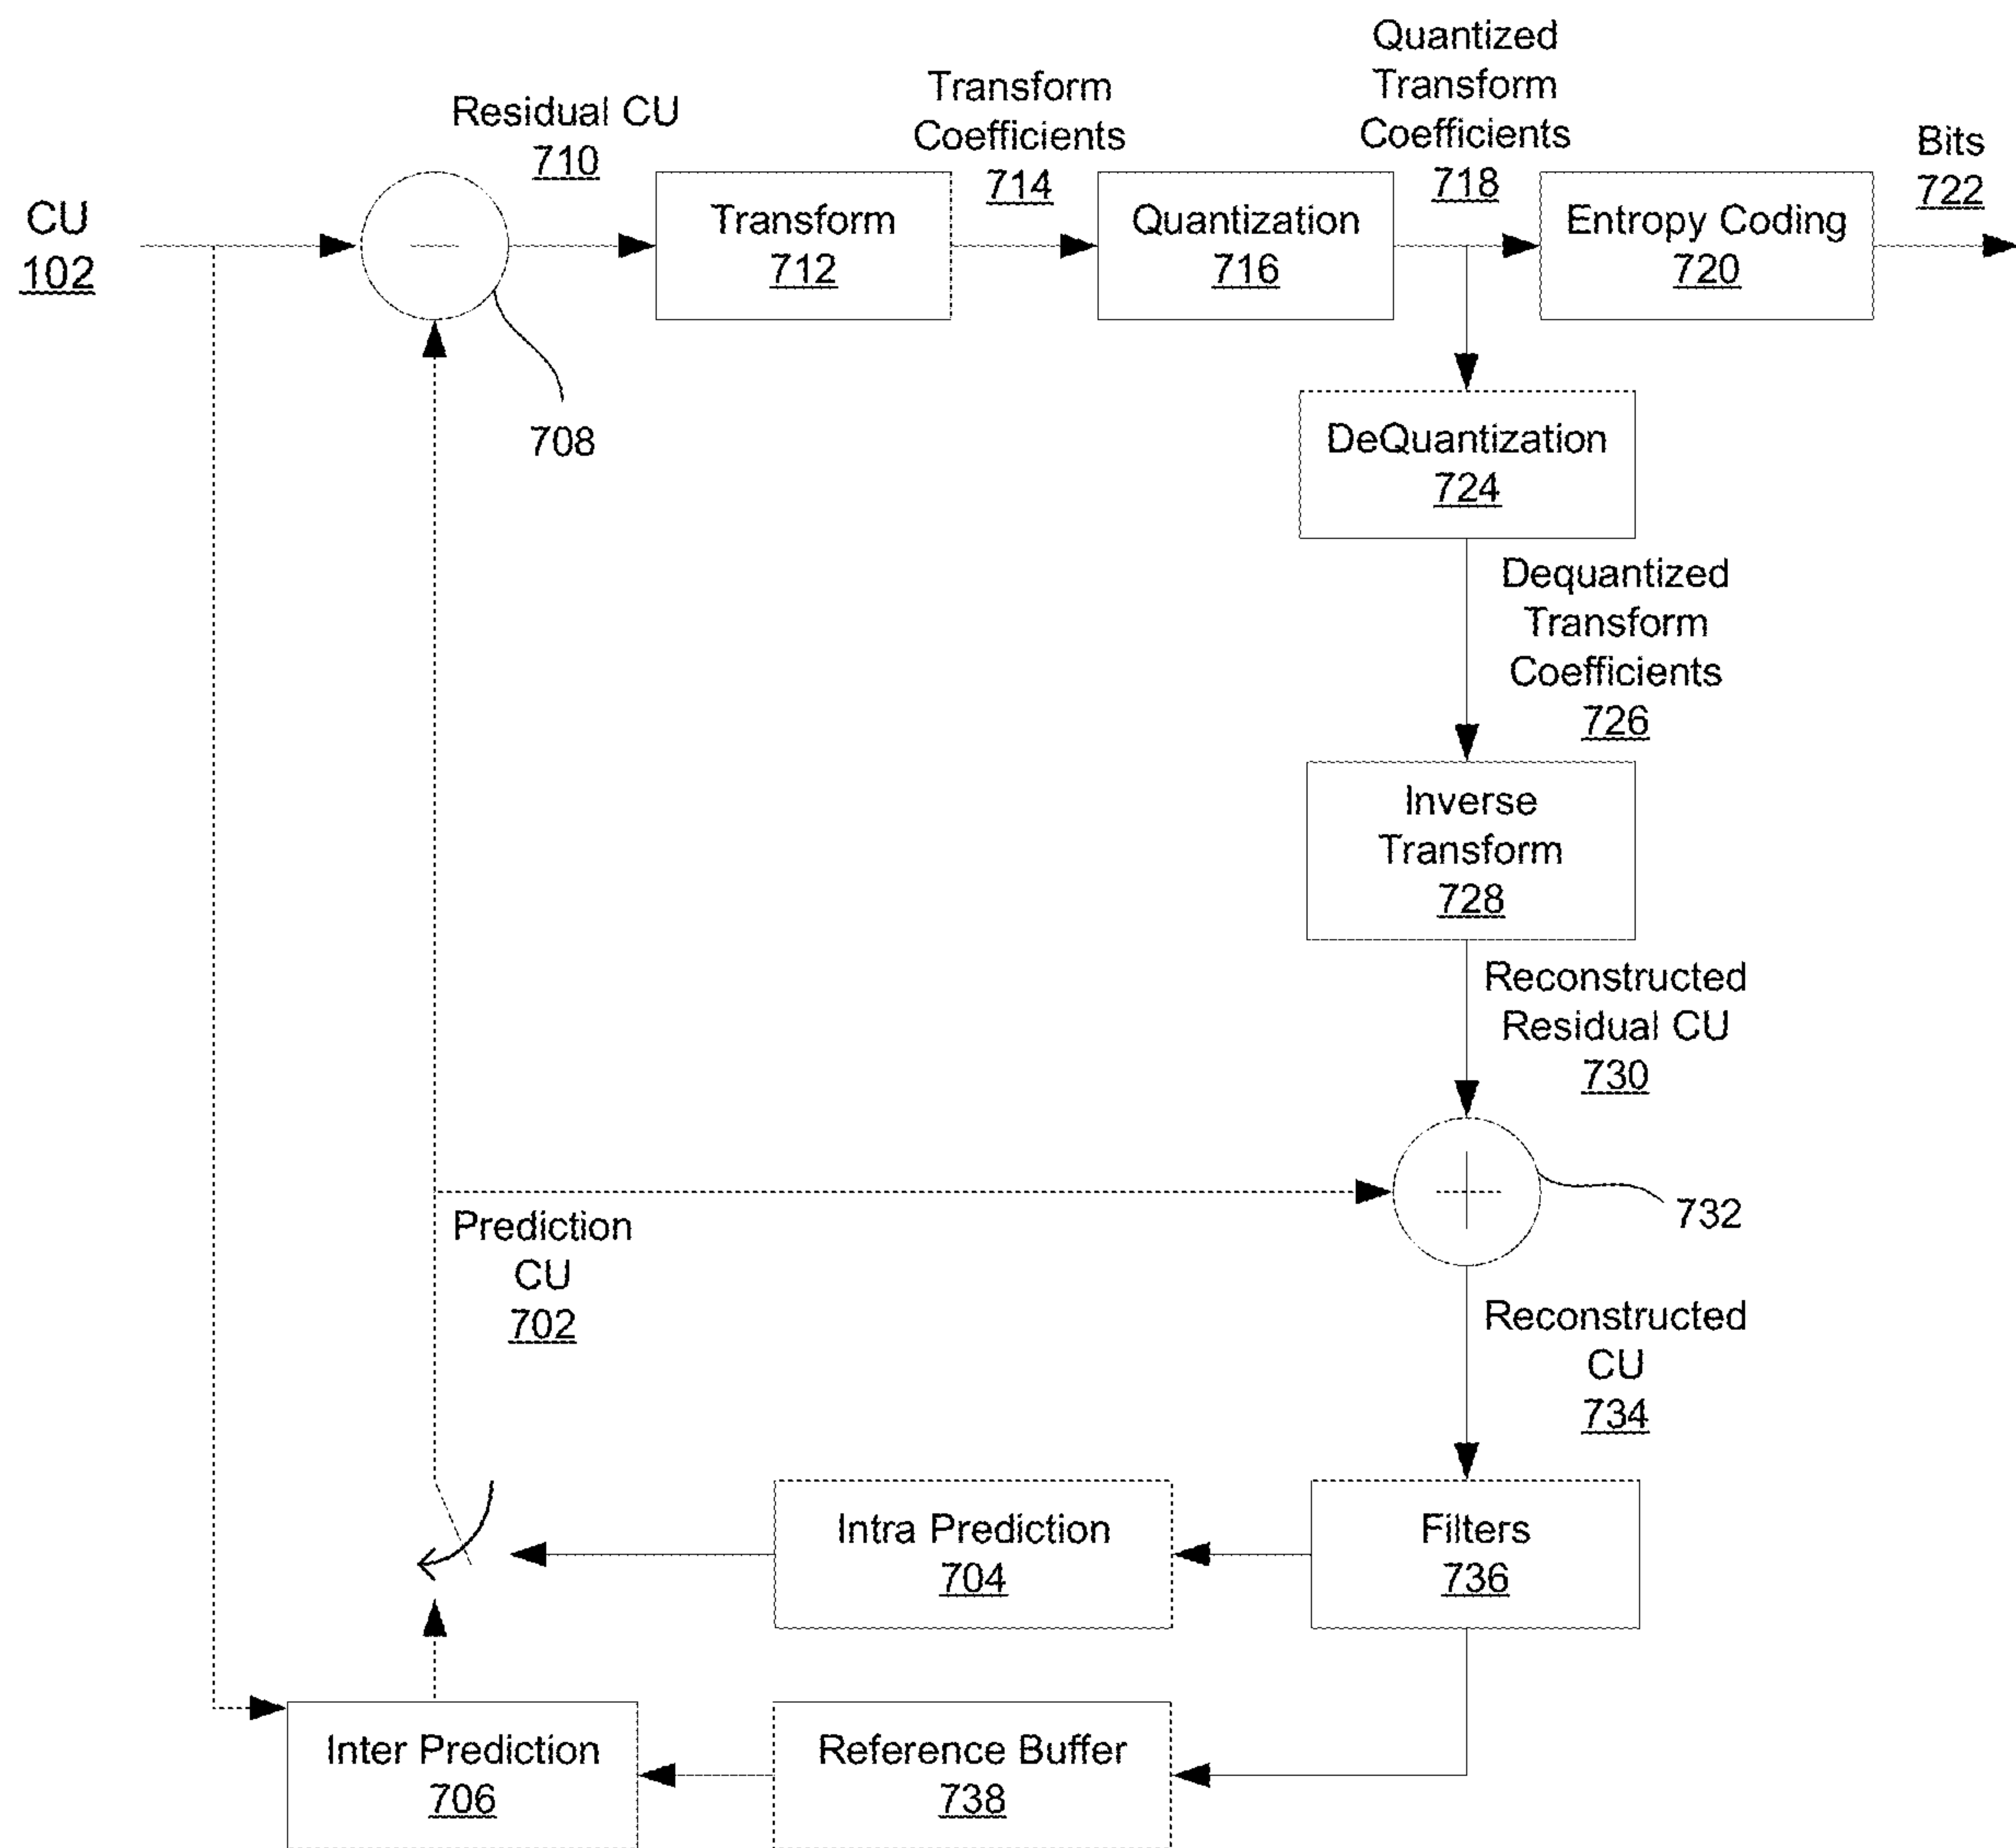 CU
102
Residual CU
710
708
Transform
712
Transform
Coefficients
714
Quantization
716
Quantized
Transform
Coefficients
718
Entropy Coding
720
Bits
722
DeQuantization
724
Dequantized
Transform
Coefficients
726
Inverse
Transform
728
Reconstructed
Residual CU
730
732
Prediction
CU
702
Reconstructed
CU
734
Intra Prediction
704
Filters
736
Inter Prediction
706
Reference Buffer
738